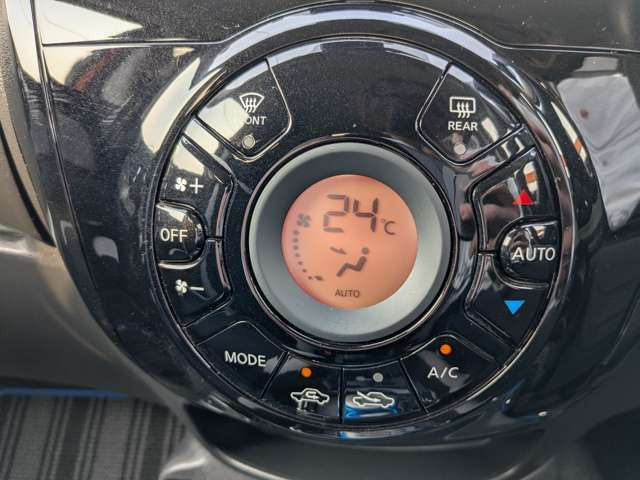 FRONT
REAR
+
24°C
OFF
AUTO
-
AUTO
MODE
A/C